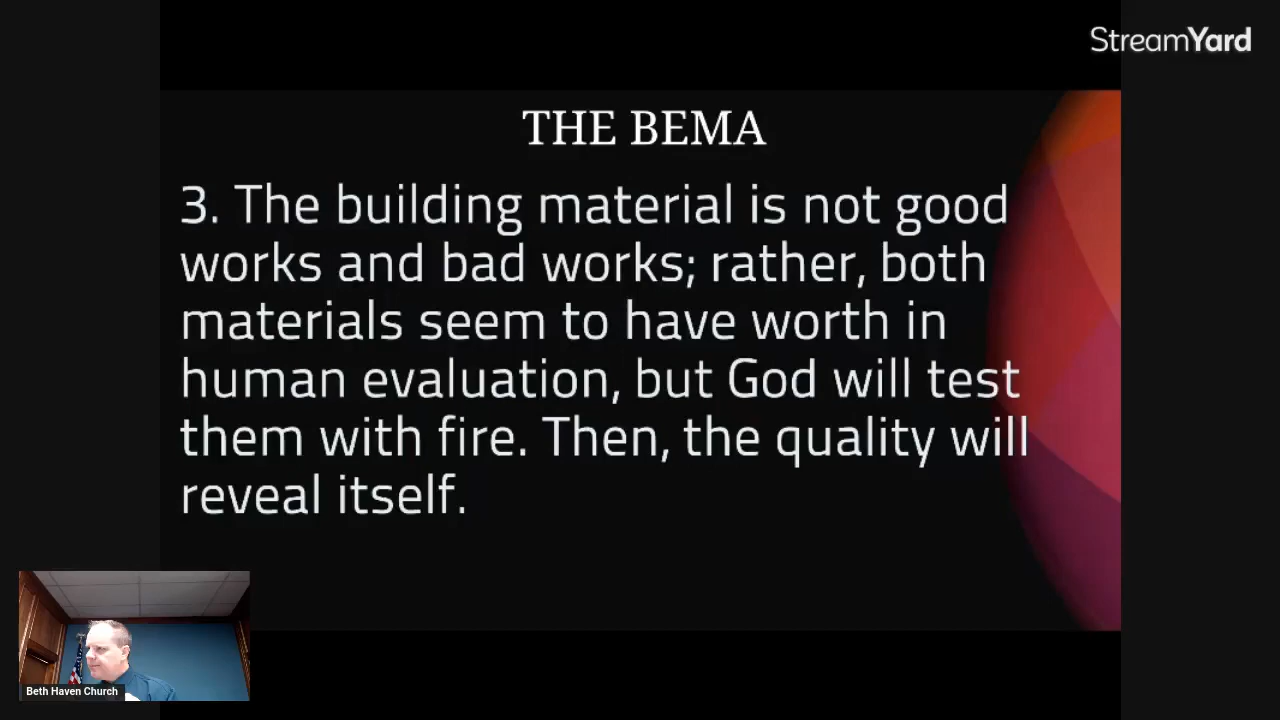 StreamYard
THE BEMA
3. The building material is not good
works and bad works; rather, both
materials seem to have worth in
human evaluation, but God will test
them with fire. Then, the quality will
reveal itself.
Beth Haven Church